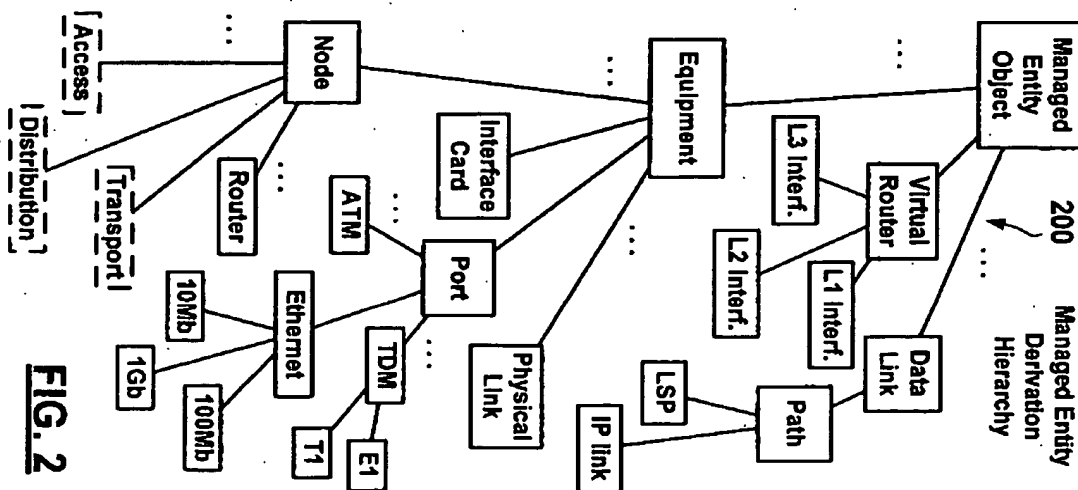 Managed
Entity
Object
200
Managed Entity
Derivation
Hierarchy
...
...
Virtual
Router
Data
Link
L3 Interf.
L2 Interf.
L1 Interf.
Path
LSP
IP link
...
Equipment
...
Interface
Card
Port
Physical
Link
...
Node
...
...
ATM
...
TDM
Router
Ethernet
T1
E1
10Mb
1Gb
100Mb
Access
Distribution
Transport
FIG. 2